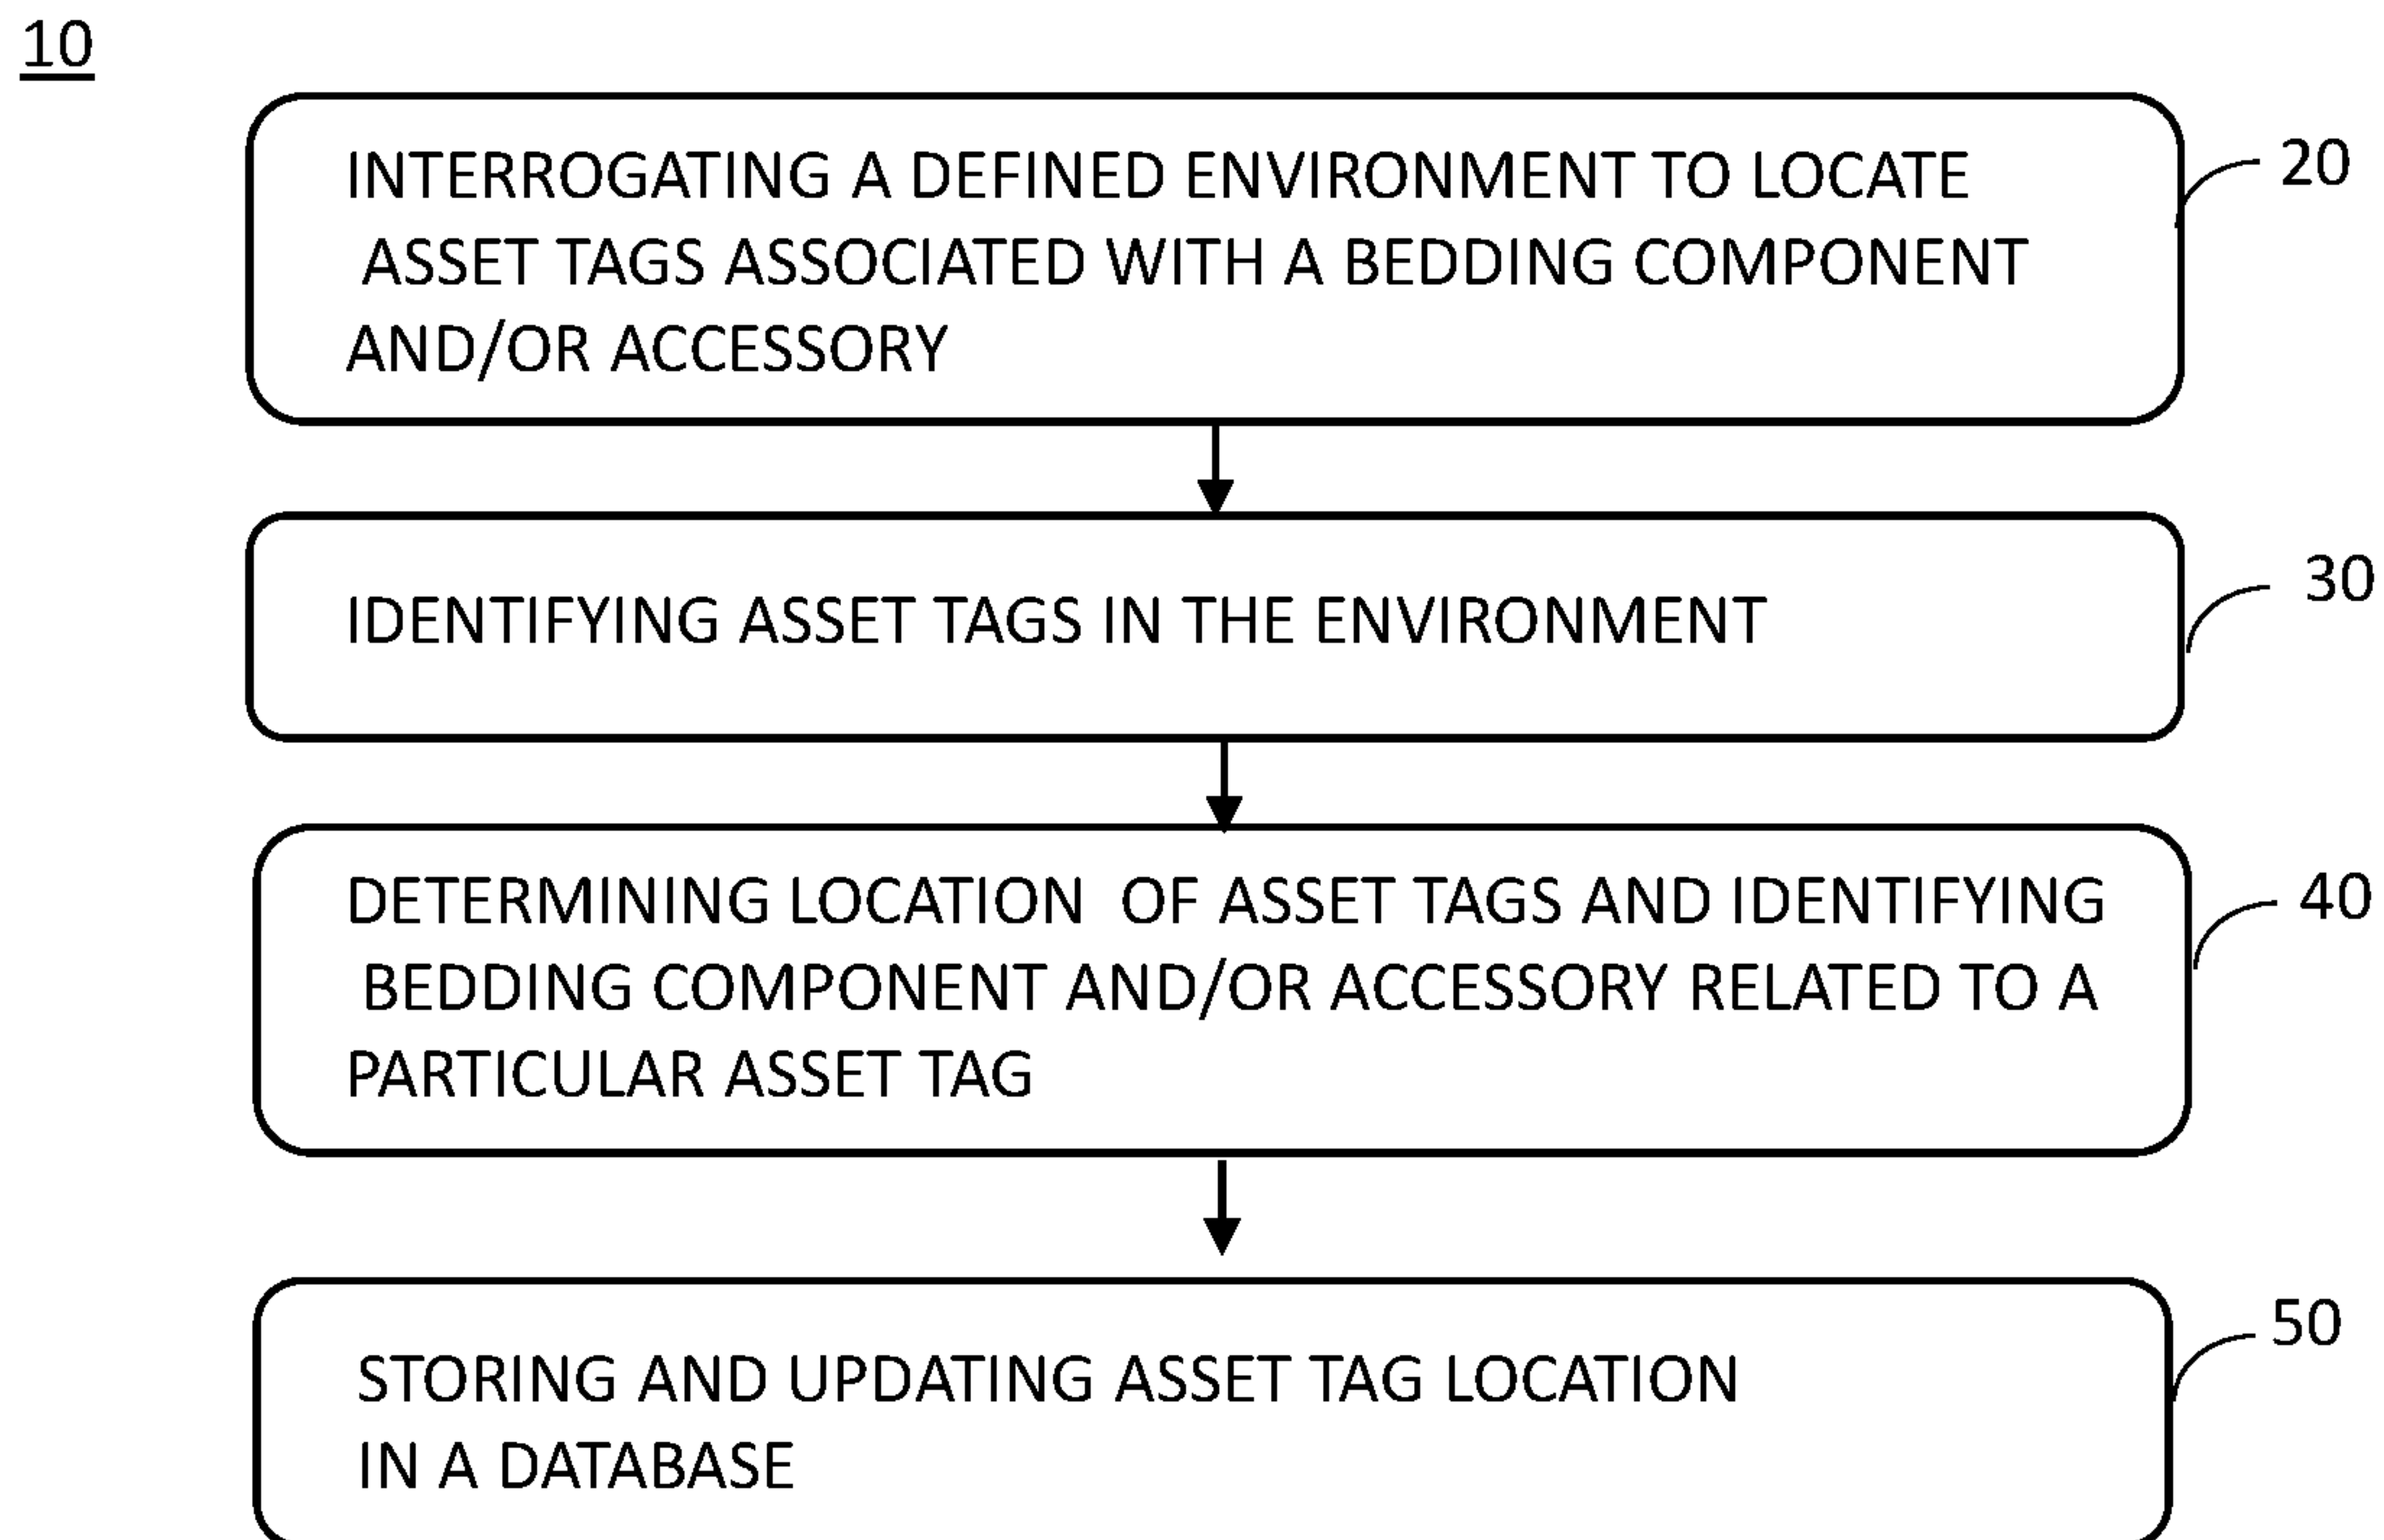 10
INTERROGATING A DEFINED ENVIRONMENT TO LOCATE
ASSET TAGS ASSOCIATED WITH A BEDDING COMPONENT
AND/OR ACCESSORY
20
IDENTIFYING ASSET TAGS IN THE ENVIRONMENT
30
DETERMINING LOCATION OF ASSET TAGS AND IDENTIFYING
BEDDING COMPONENT AND/OR ACCESSORY RELATED TO A
PARTICULAR ASSET TAG
40
STORING AND UPDATING ASSET TAG LOCATION
IN A DATABASE
50